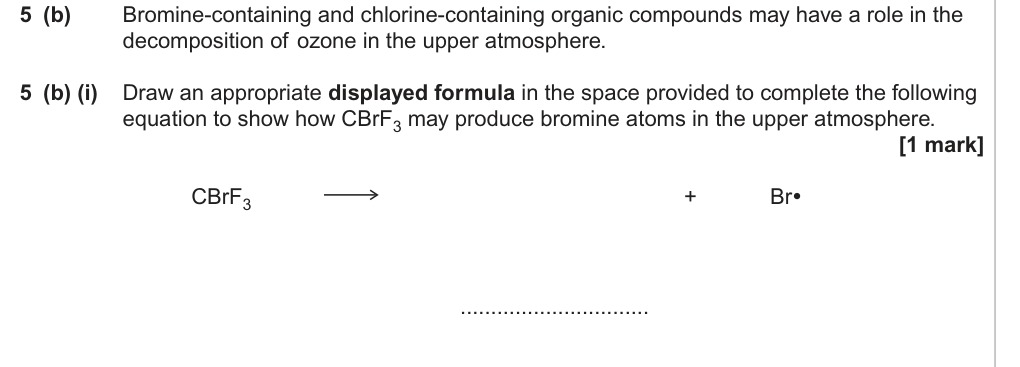 5 (b) Bromine-containing and chlorine-containing organic compounds may have a role in the
decomposition of ozone in the upper atmosphere.
5 (b) (i) Draw an appropriate displayed formula in the space provided to complete the following
equation to show how CBrF₃ may produce bromine atoms in the upper atmosphere.
[1 mark]
CBrF₃ ⟶ + Br•
...............................